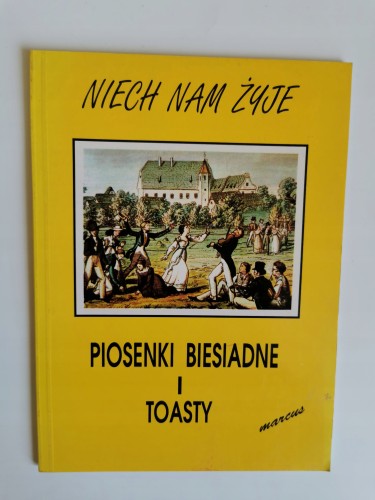 NIECH NAM ŻYJE
PIOSENKI BIESIADNE
I
TOASTY
marcus